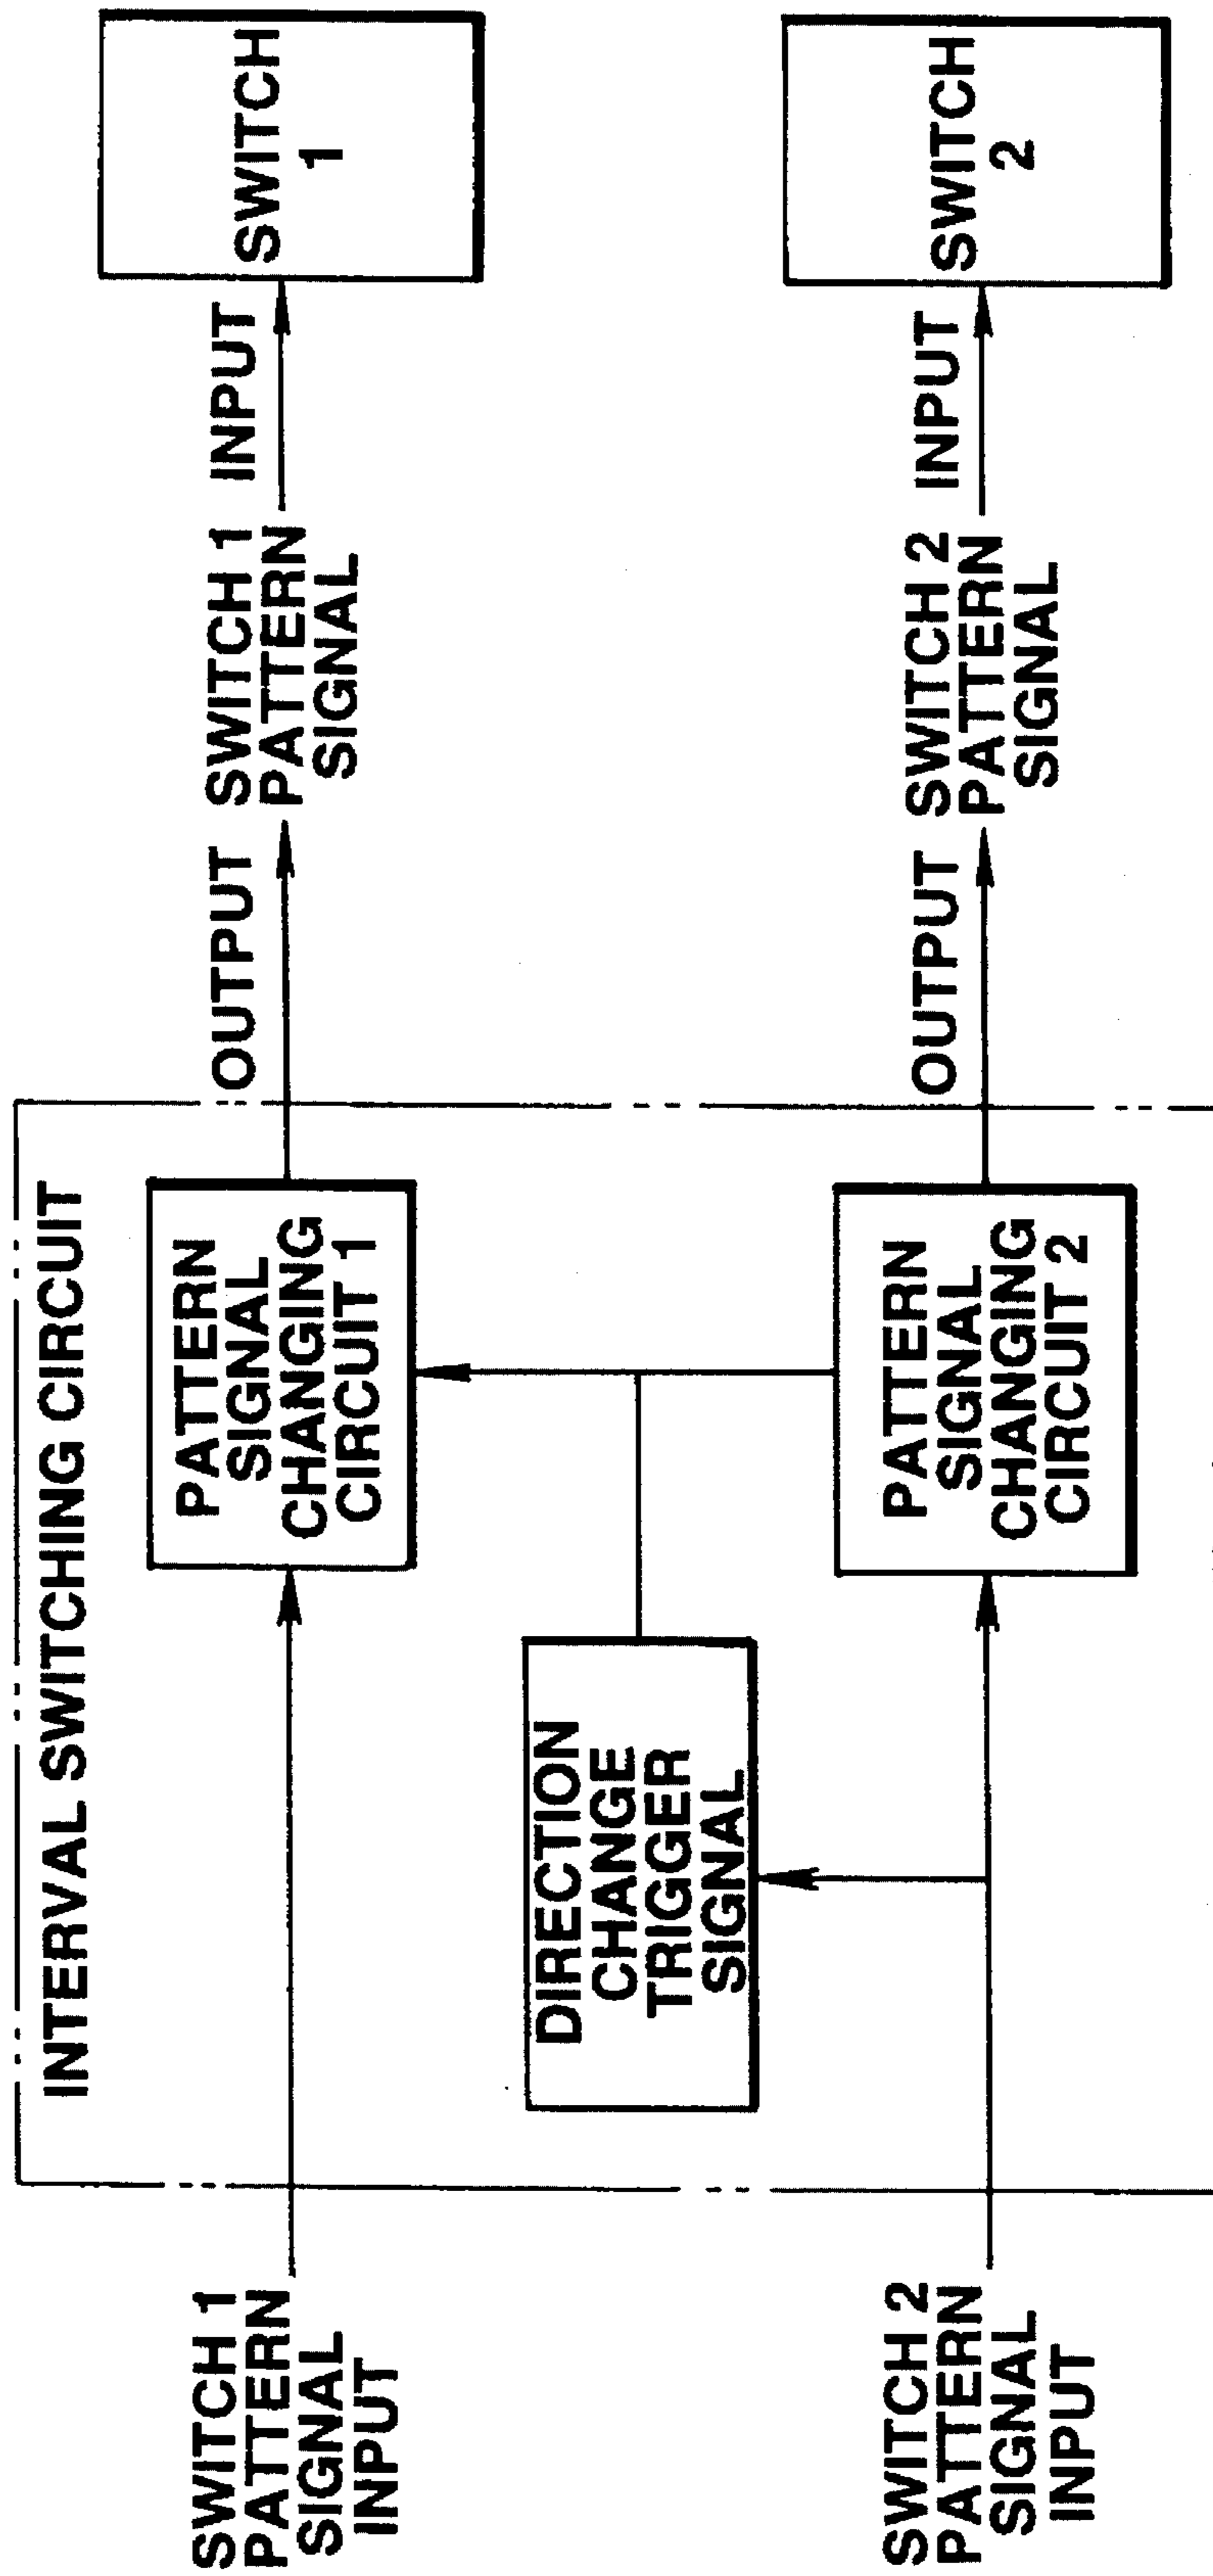 INTERVAL SWITCHING CIRCUIT
SWITCH 1
PATTERN
SIGNAL
INPUT
PATTERN
SIGNAL
CHANGING
CIRCUIT 1
OUTPUT
SWITCH 1
PATTERN
SIGNAL
INPUT
SWITCH
1
DIRECTION
CHANGE
TRIGGER
SIGNAL
SWITCH 2
PATTERN
SIGNAL
INPUT
PATTERN
SIGNAL
CHANGING
CIRCUIT 2
OUTPUT
SWITCH 2
PATTERN
SIGNAL
INPUT
SWITCH
2